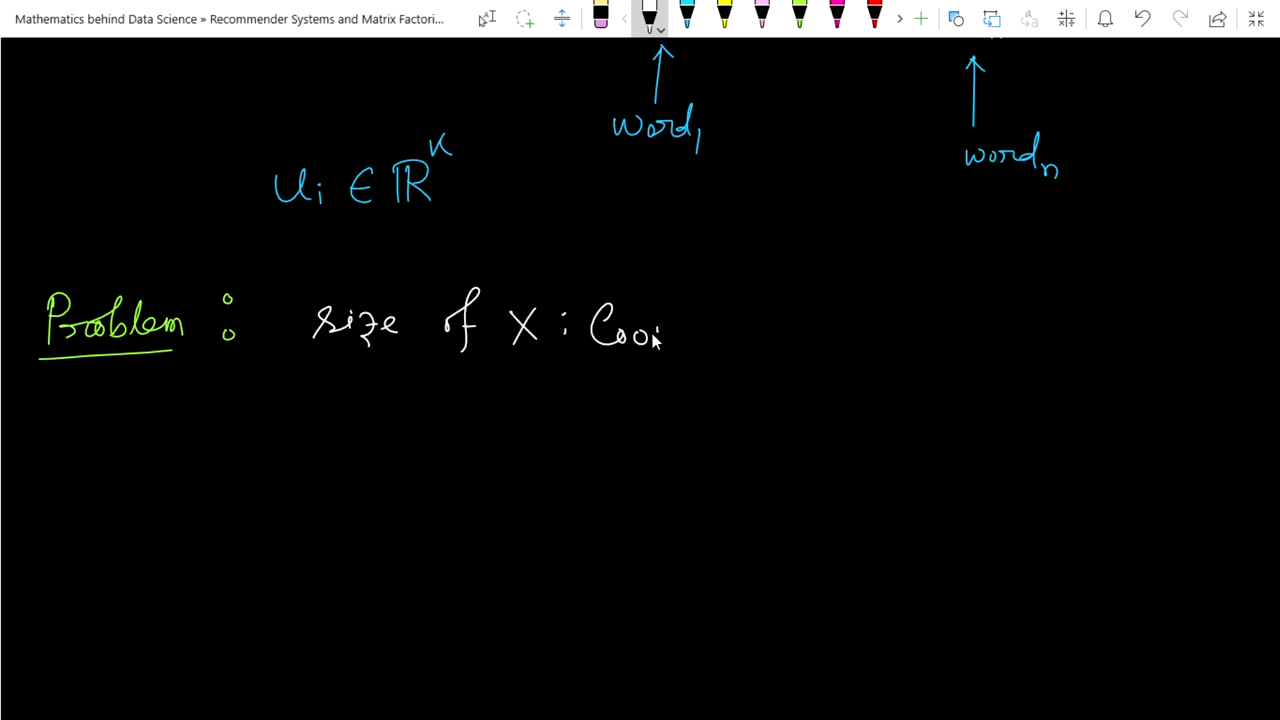 Mathematics behind Data Science » Recommender Systems and Matrix Factori...
word₁
wordₙ
uᵢ ∈ ℝᴷ
Problem : size of X : Coo